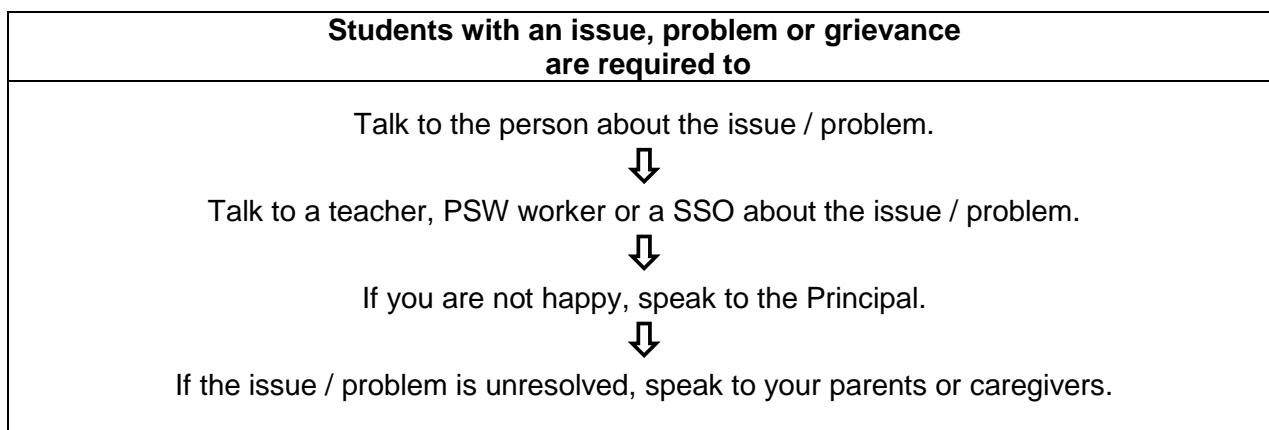 Students with an issue, problem or grievance
are required to
Talk to the person about the issue / problem.
Talk to a teacher, PSW worker or a SSO about the issue / problem.
If you are not happy, speak to the Principal.
If the issue / problem is unresolved, speak to your parents or caregivers.